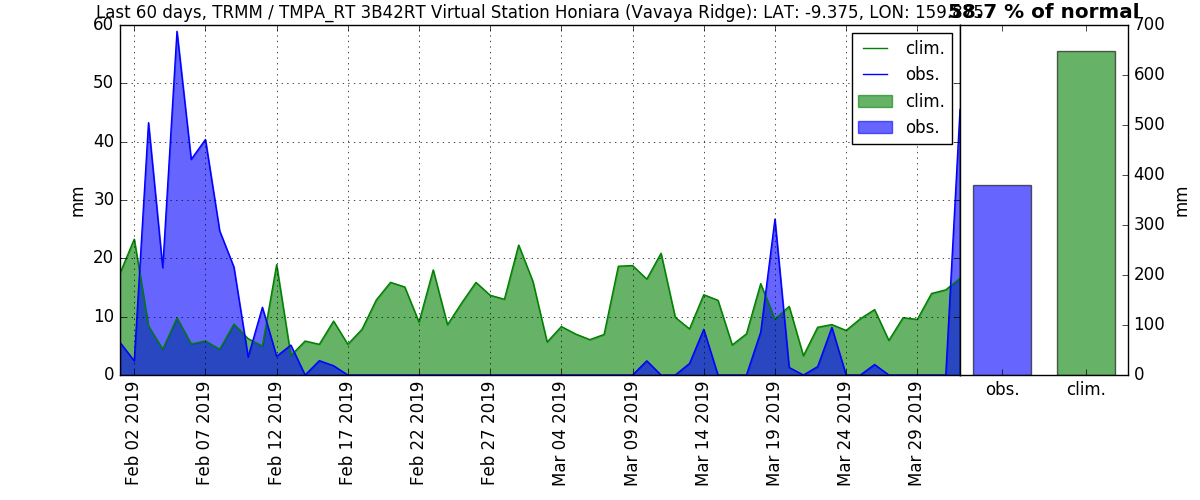 Last 60 days, TRMM / TMPA_RT 3B42RT Virtual Station Honiara (Vavaya Ridge): LAT: -9.375, LON:
58.7 % of normal
60
50
40
30
20
10
0
mm
clim.
obs.
clim.
obs.
700
600
500
400
300
200
100
0
mm
Feb 02 2019
Feb 07 2019
Feb 12 2019
Feb 17 2019
Feb 22 2019
Feb 27 2019
Mar 04 2019
Mar 09 2019
Mar 14 2019
Mar 19 2019
Mar 24 2019
Mar 29 2019
obs.
clim.